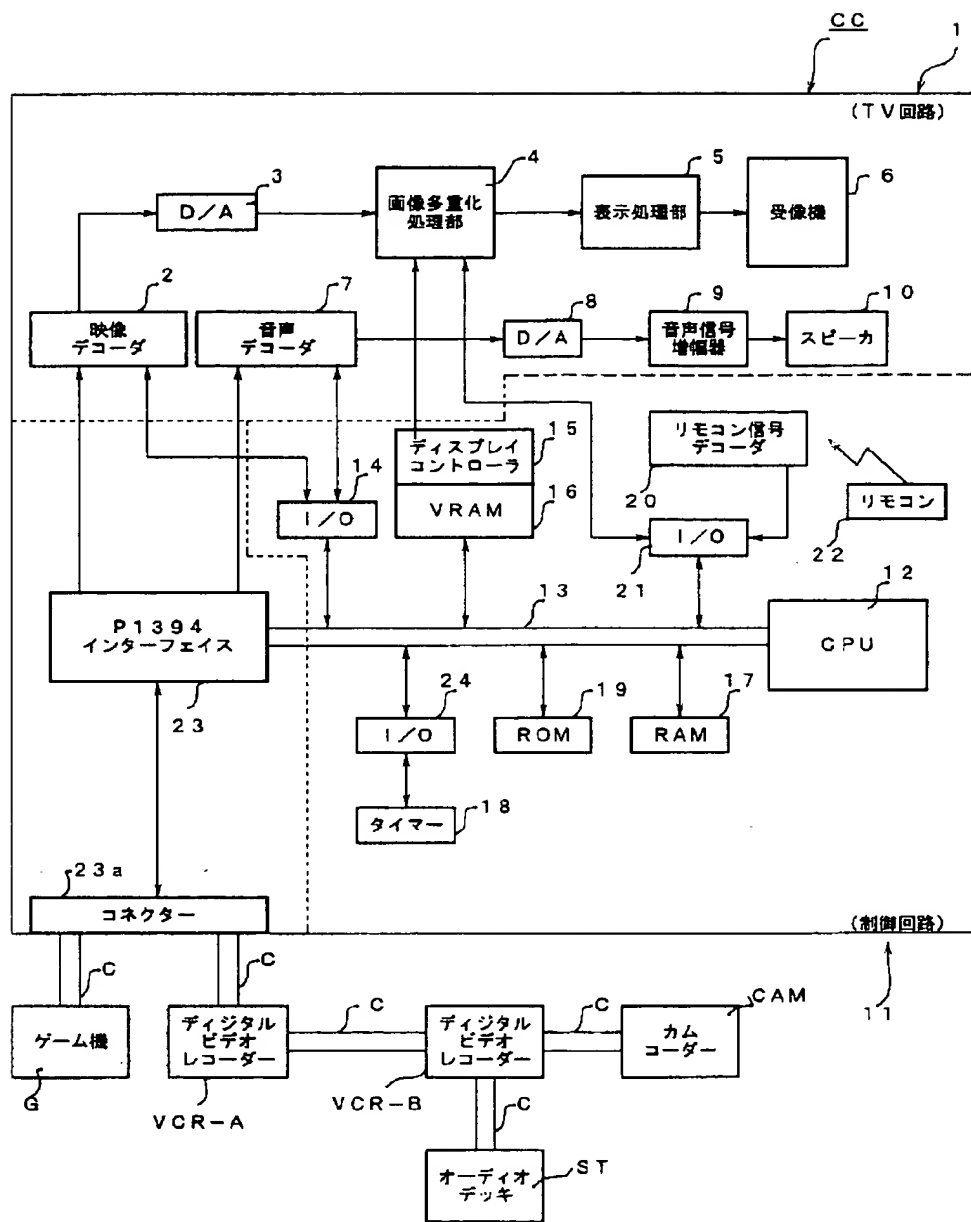 CC
1
(TV回路)
3
D/A
4
画像多重化
処理部
5
表示処理部
6
受像機
2
映像
デコーダ
7
音声
デコーダ
8
D/A
9
音声信号
増幅器
10
スピーカ
14
I/O
15
ディスプレイ
コントローラ
16
VRAM
リモコン信号
デコーダ
20
リモコン
22
I/O
21
13
12
CPU
P1394
インターフェイス
23
24
I/O
19
ROM
17
RAM
タイマー
18
23a
コネクター
(制御回路)
11
C
C
ゲーム機
G
ディジタル
ビデオ
レコーダー
VCR-A
C
ディジタル
ビデオ
レコーダー
VCR-B
C
カム
コーダー
CAM
C
オーディオ
デッキ
ST